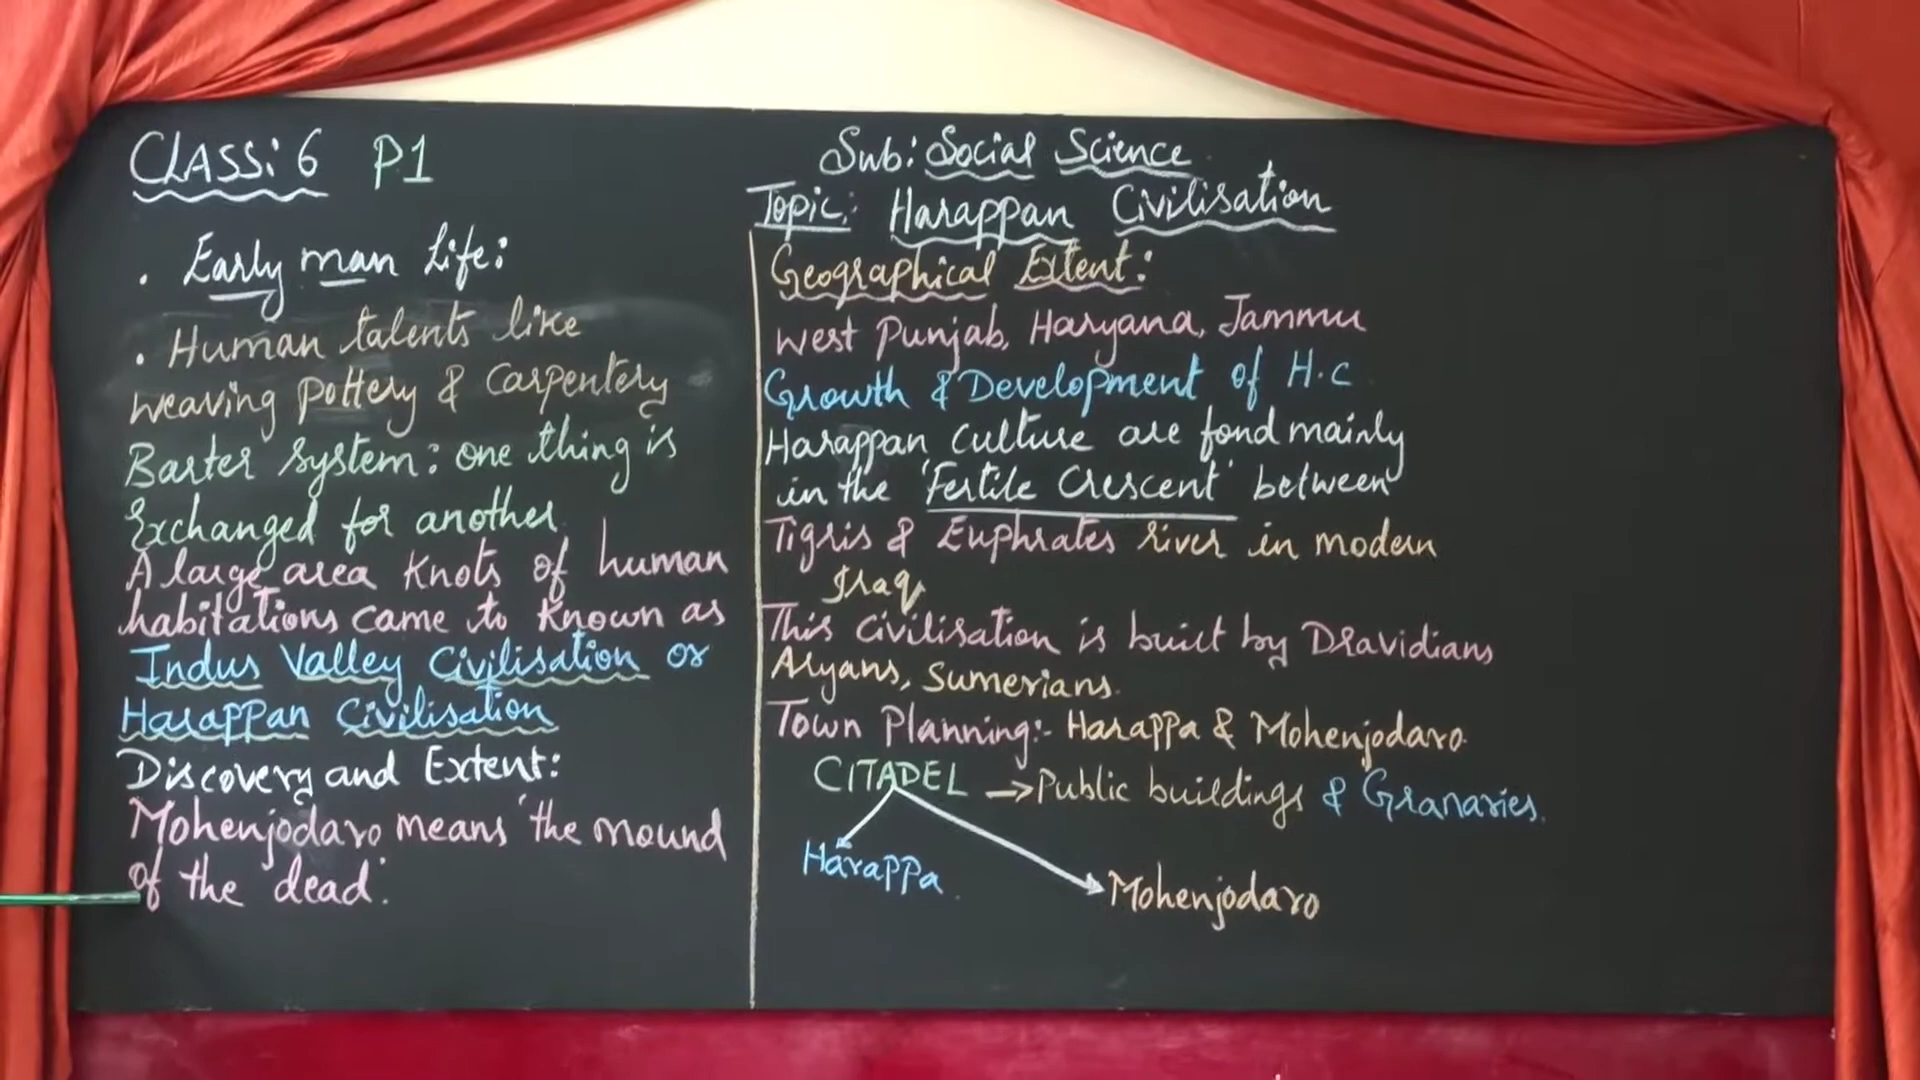 CLASS: 6 P1
. Early man life:
. Human talents like
weaving pottery & Carpentery
Barter system: one thing is
Exchanged for another
A large area Knots of human
habitations came to Known as
Indus Valley Civilisation or
Harappan Civilisation
Discovery and Extent:
Mohenjodaro means 'the mound
of the dead'.
Sub: Social Science
Topic: Harappan Civilisation
Geographical Extent:
West Punjab, Haryana, Jammu
Growth & Development of H.C
Harappan Culture are fond mainly
in the 'Fertile Crescent' between
Tigris & Euphrates river in modern
Iraq
This civilisation is built by Dravidians
Aryans, Sumerians.
Town Planning:- Harappa & Mohenjodaro
CITADEL → Public buildings & Granaries.
Harappa
Mohenjodaro